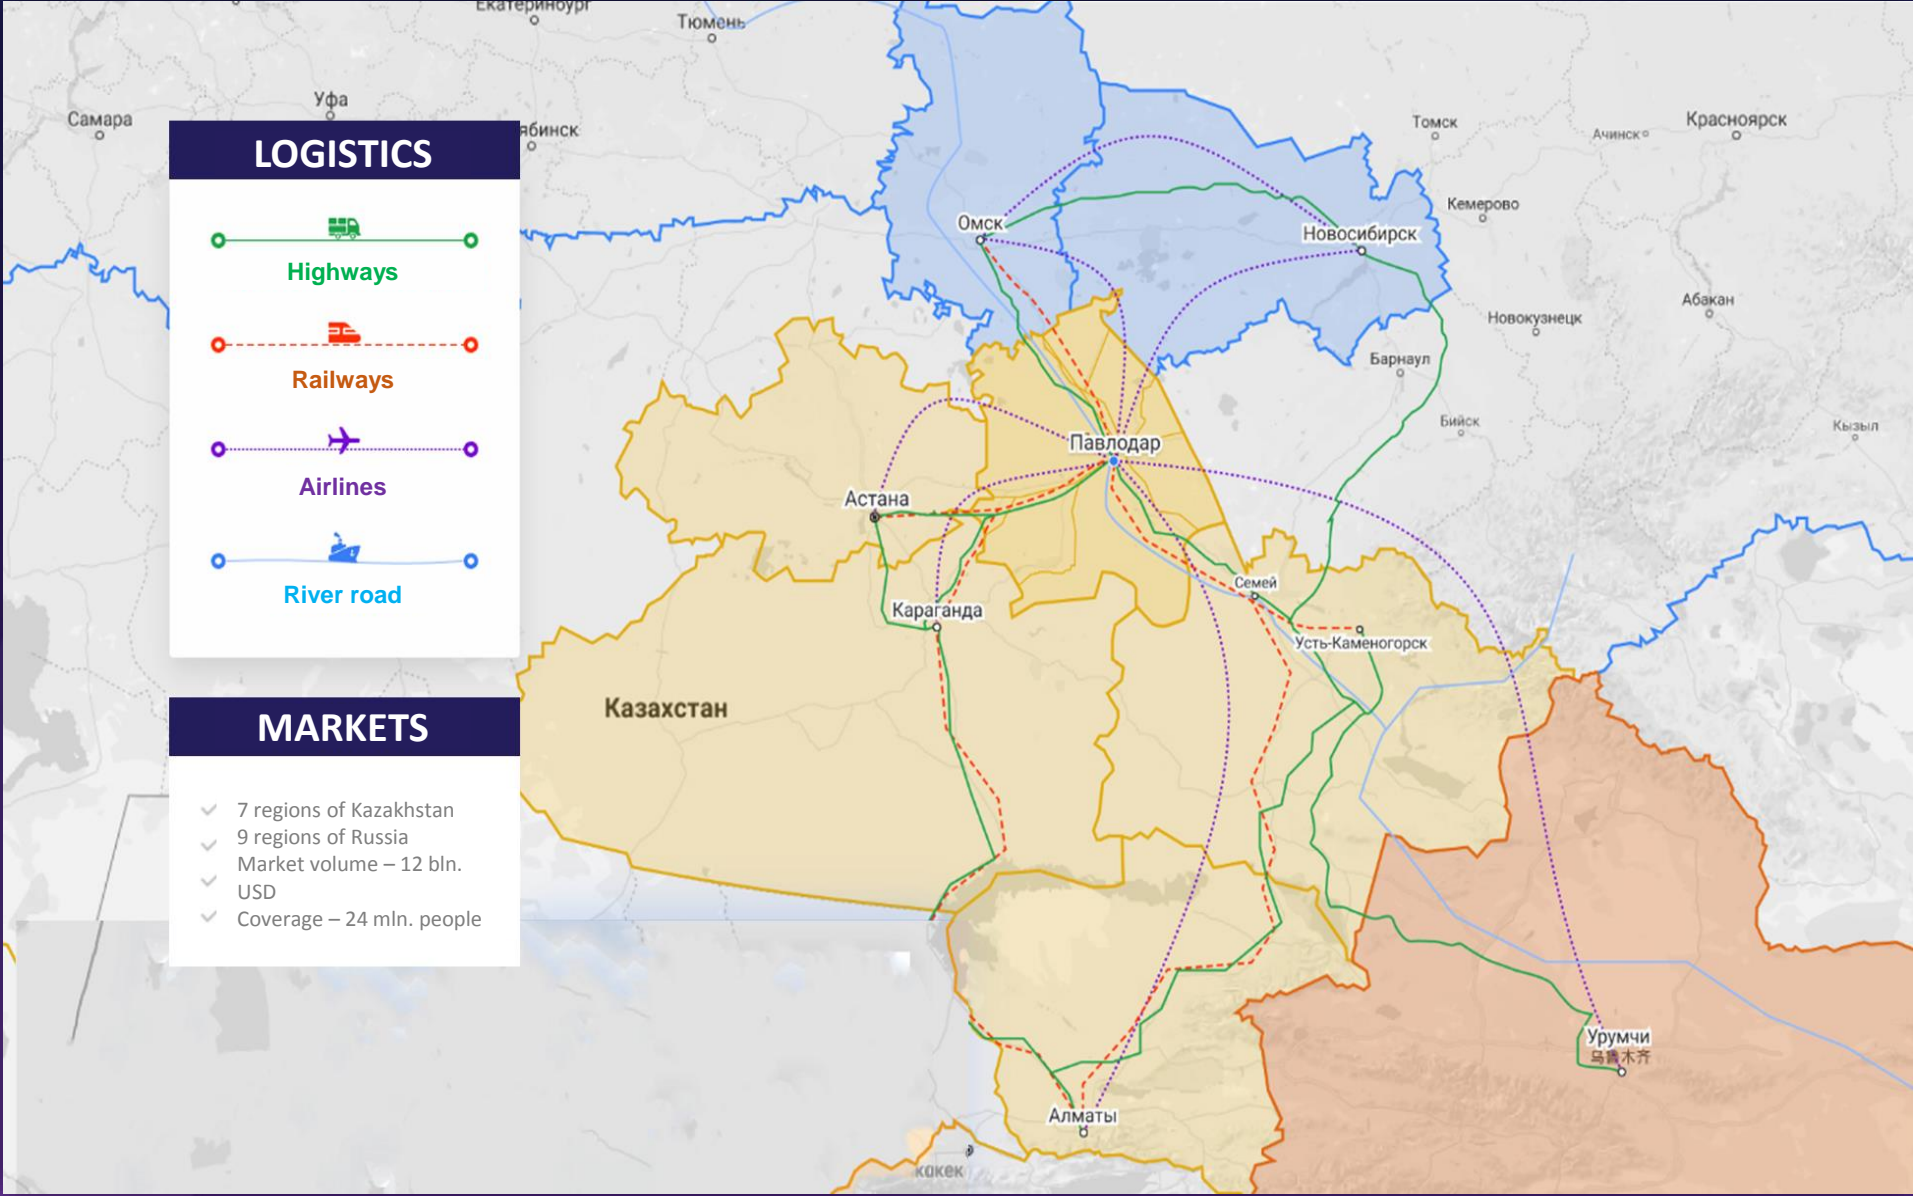 Екатеринбург
Тюмень
Уфа
Самара
ябинск
Томск
Ачинск
Красноярск
Кемерово
Омск
Новосибирск
Абакан
Новокузнецк
Барнаул
Бийск
Кызыл
Павлодар
Астана
Семей
Караганда
Усть-Каменогорск
Казахстан
Урумчи
乌鲁木齐
Алматы
какек
LOGISTICS
Highways
Railways
Airlines
River road
MARKETS
7 regions of Kazakhstan
9 regions of Russia
Market volume – 12 bln.
USD
Coverage – 24 mln. people